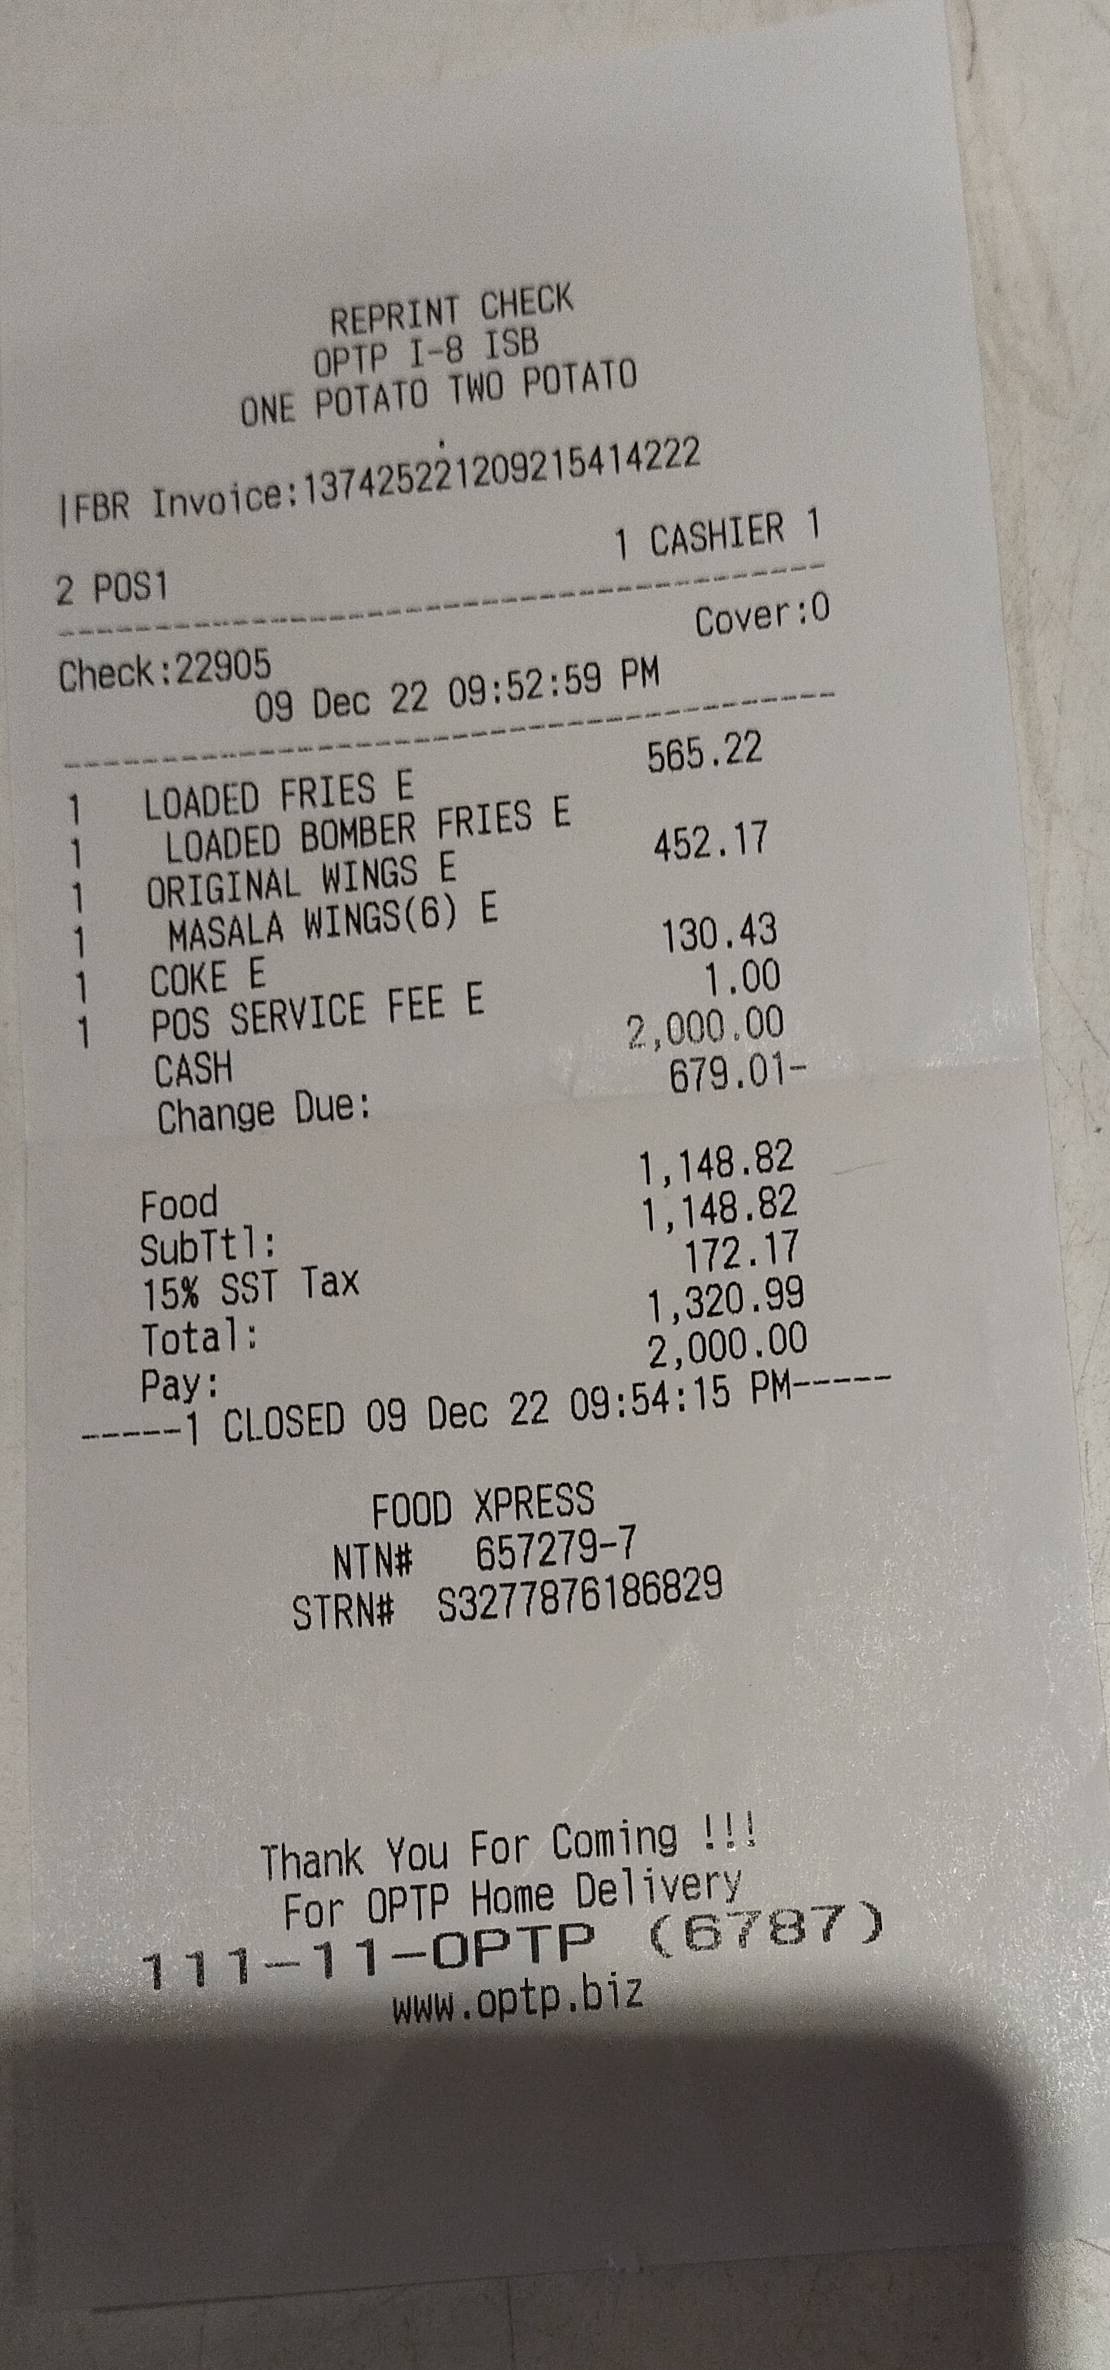 REPRINT CHECK
OPTP I-8 ISB
ONE POTATO TWO POTATO
|FBR Invoice:137425221209215414222
2 POS1 1 CASHIER 1
--------------------------------------
Check:22905 Cover:0
09 Dec 22 09:52:59 PM
--------------------------------------
1 LOADED FRIES E 565.22
1 LOADED BOMBER FRIES E
1 ORIGINAL WINGS E 452.17
1 MASALA WINGS(6) E
1 COKE E 130.43
1 POS SERVICE FEE E 1.00
CASH 2,000.00
Change Due: 679.01-
Food 1,148.82
SubTtl: 1,148.82
15% SST Tax 172.17
Total: 1,320.99
Pay: 2,000.00
-----1 CLOSED 09 Dec 22 09:54:15 PM-----
FOOD XPRESS
NTN# 657279-7
STRN# S3277876186829
Thank You For Coming !!!
For OPTP Home Delivery
111-11-OPTP (6787)
www.optp.biz